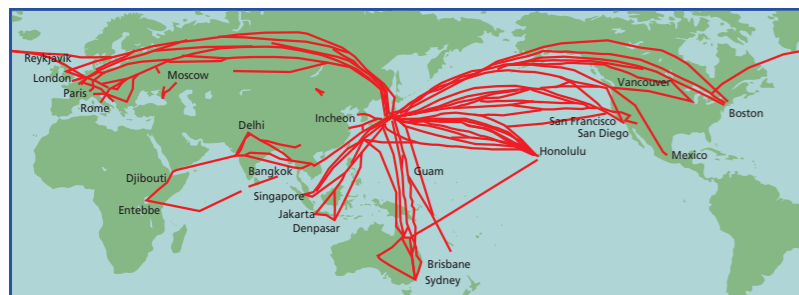 Reykjavik
London
Paris
Rome
Moscow
Incheon
Delhi
Bangkok
Djibouti
Entebbe
Singapore
Jakarta
Denpasar
Guam
Brisbane
Sydney
Honolulu
Vancouver
San Francisco
San Diego
Mexico
Boston